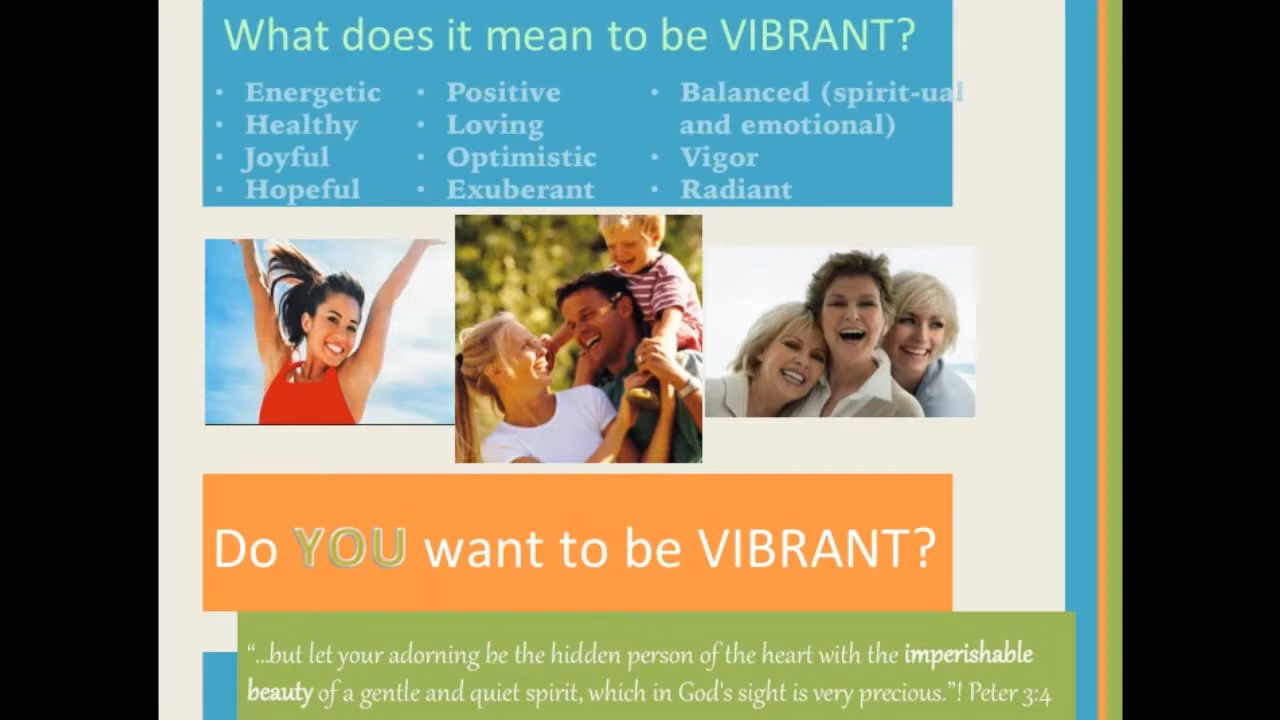 What does it mean to be VIBRANT?
• Energetic
• Healthy
• Joyful
• Hopeful
• Positive
• Loving
• Optimistic
• Exuberant
• Balanced (spirit-ual
and emotional)
• Vigor
• Radiant
Do YOU want to be VIBRANT?
“...but let your adorning be the hidden person of the heart with the imperishable
beauty of a gentle and quiet spirit, which in God's sight is very precious.”! Peter 3:4